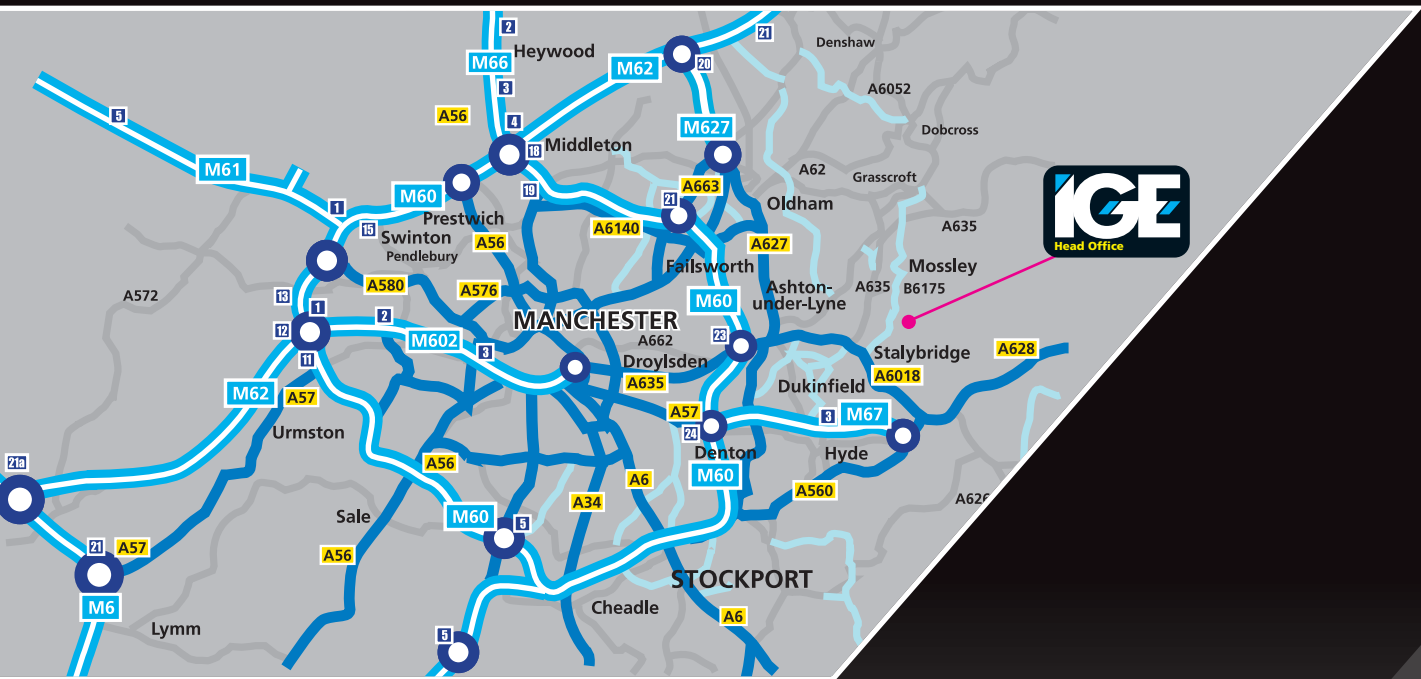 2
21
Heywood
Denshaw
M66
M62
20
3
A6052
5
A56
4
M627
Dobcross
18
Middleton
M61
A62
Grasscroft
M60
19
A663
IGE
Head Office
1
15
Prestwich
21
Oldham
Swinton
A6140
A635
Pendlebury
A56
A627
Failsworth
Mossley
A572
13
A580
A576
Ashton-
under-Lyne
A635
B6175
M60
1
2
MANCHESTER
12
M602
A662
23
11
3
Droylsden
Stalybridge
A628
A635
Dukinfield
A6018
M62
A57
A57
3
M67
Urmston
24
Denton
Hyde
21a
A56
A6
M60
A560
A34
A626
Sale
M60
5
21
A57
A56
STOCKPORT
M6
Cheadle
A6
Lymm
5